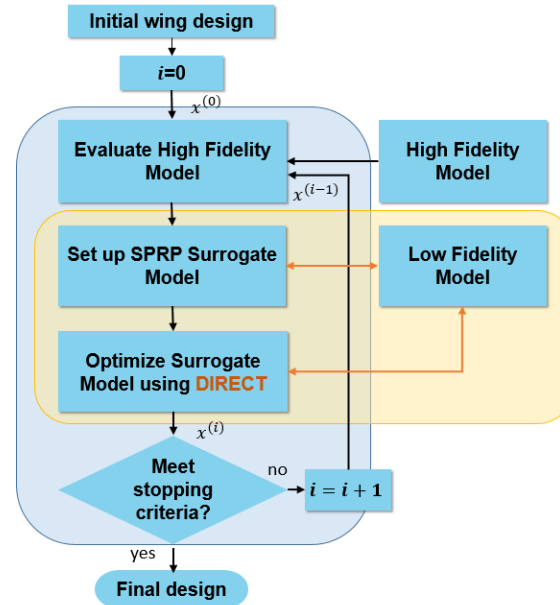 Initial wing design
i=0
x^(0)
Evaluate High Fidelity
Model
High Fidelity
Model
x^(i−1)
Set up SPRP Surrogate
Model
Low Fidelity
Model
Optimize Surrogate
Model using DIRECT
x^(i)
Meet
stopping
criteria?
no
i = i + 1
yes
Final design